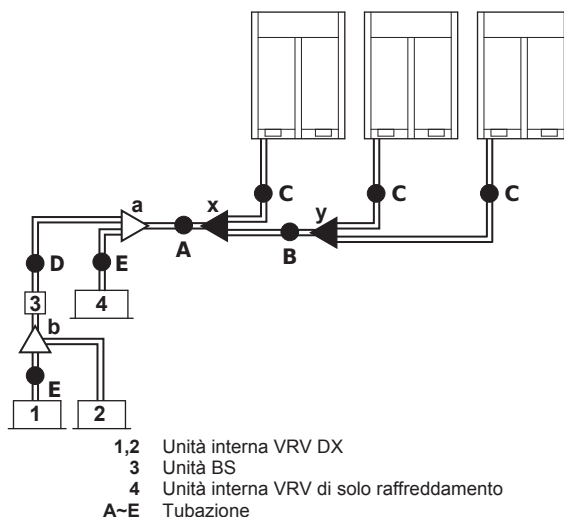 C
C
C
a
x
A
y
B
D
E
3
4
b
E
1
2
1,2 Unità interna VRV DX
3 Unità BS
4 Unità interna VRV di solo raffreddamento
A~E Tubazione